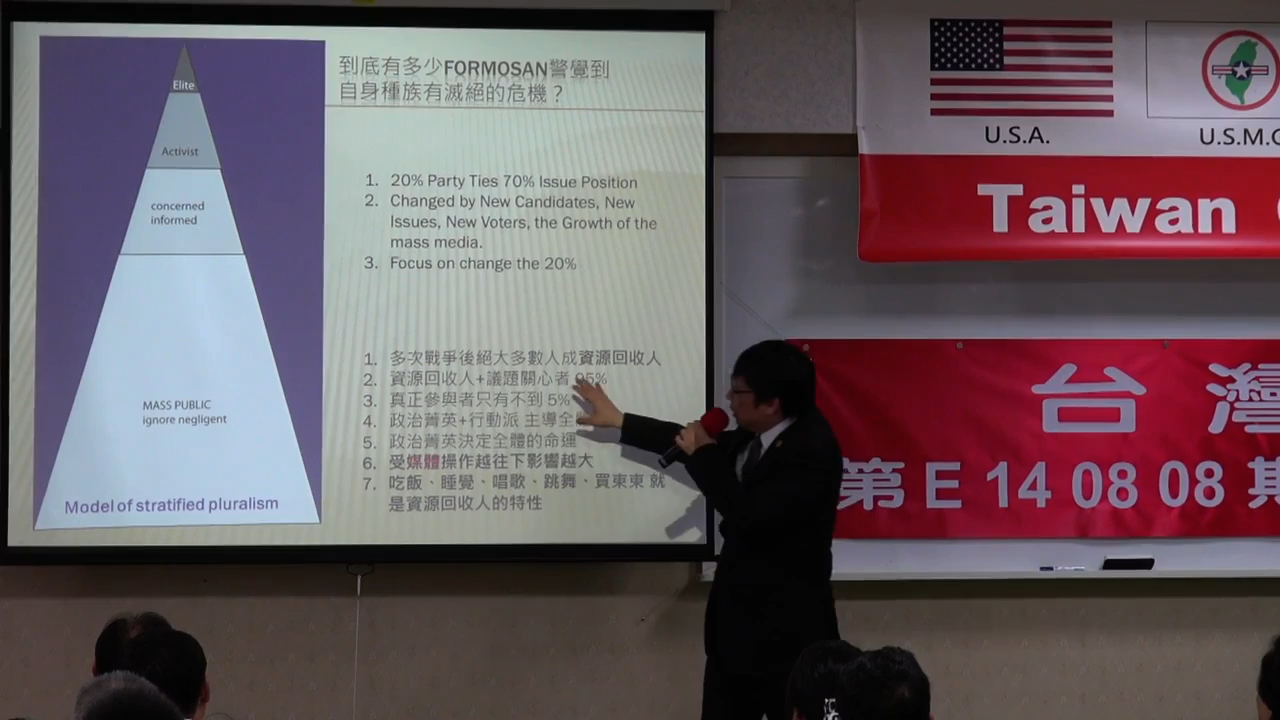 到底有多少FORMOSAN警覺到
自身種族有滅絕的危機？
Elite
Activist
concerned
informed
MASS PUBLIC
ignore negligent
Model of stratified pluralism
1. 20% Party Ties 70% Issue Position
2. Changed by New Candidates, New
Issues, New Voters, the Growth of the
mass media.
3. Focus on change the 20%
1. 多次戰爭後絕大多數人成資源回收人
2. 資源回收人+議題關心者 95%
3. 真正參與者只有不到 5%
4. 政治菁英+行動派 主導全
5. 政治菁英決定全體的命運
6. 受媒體操作越往下影響越大
7. 吃飯、睡覺、唱歌、跳舞、買東東 就
是資源回收人的特性
U.S.A.
U.S.M.G
Taiwan
台 灣
第 E 14 08 08 期